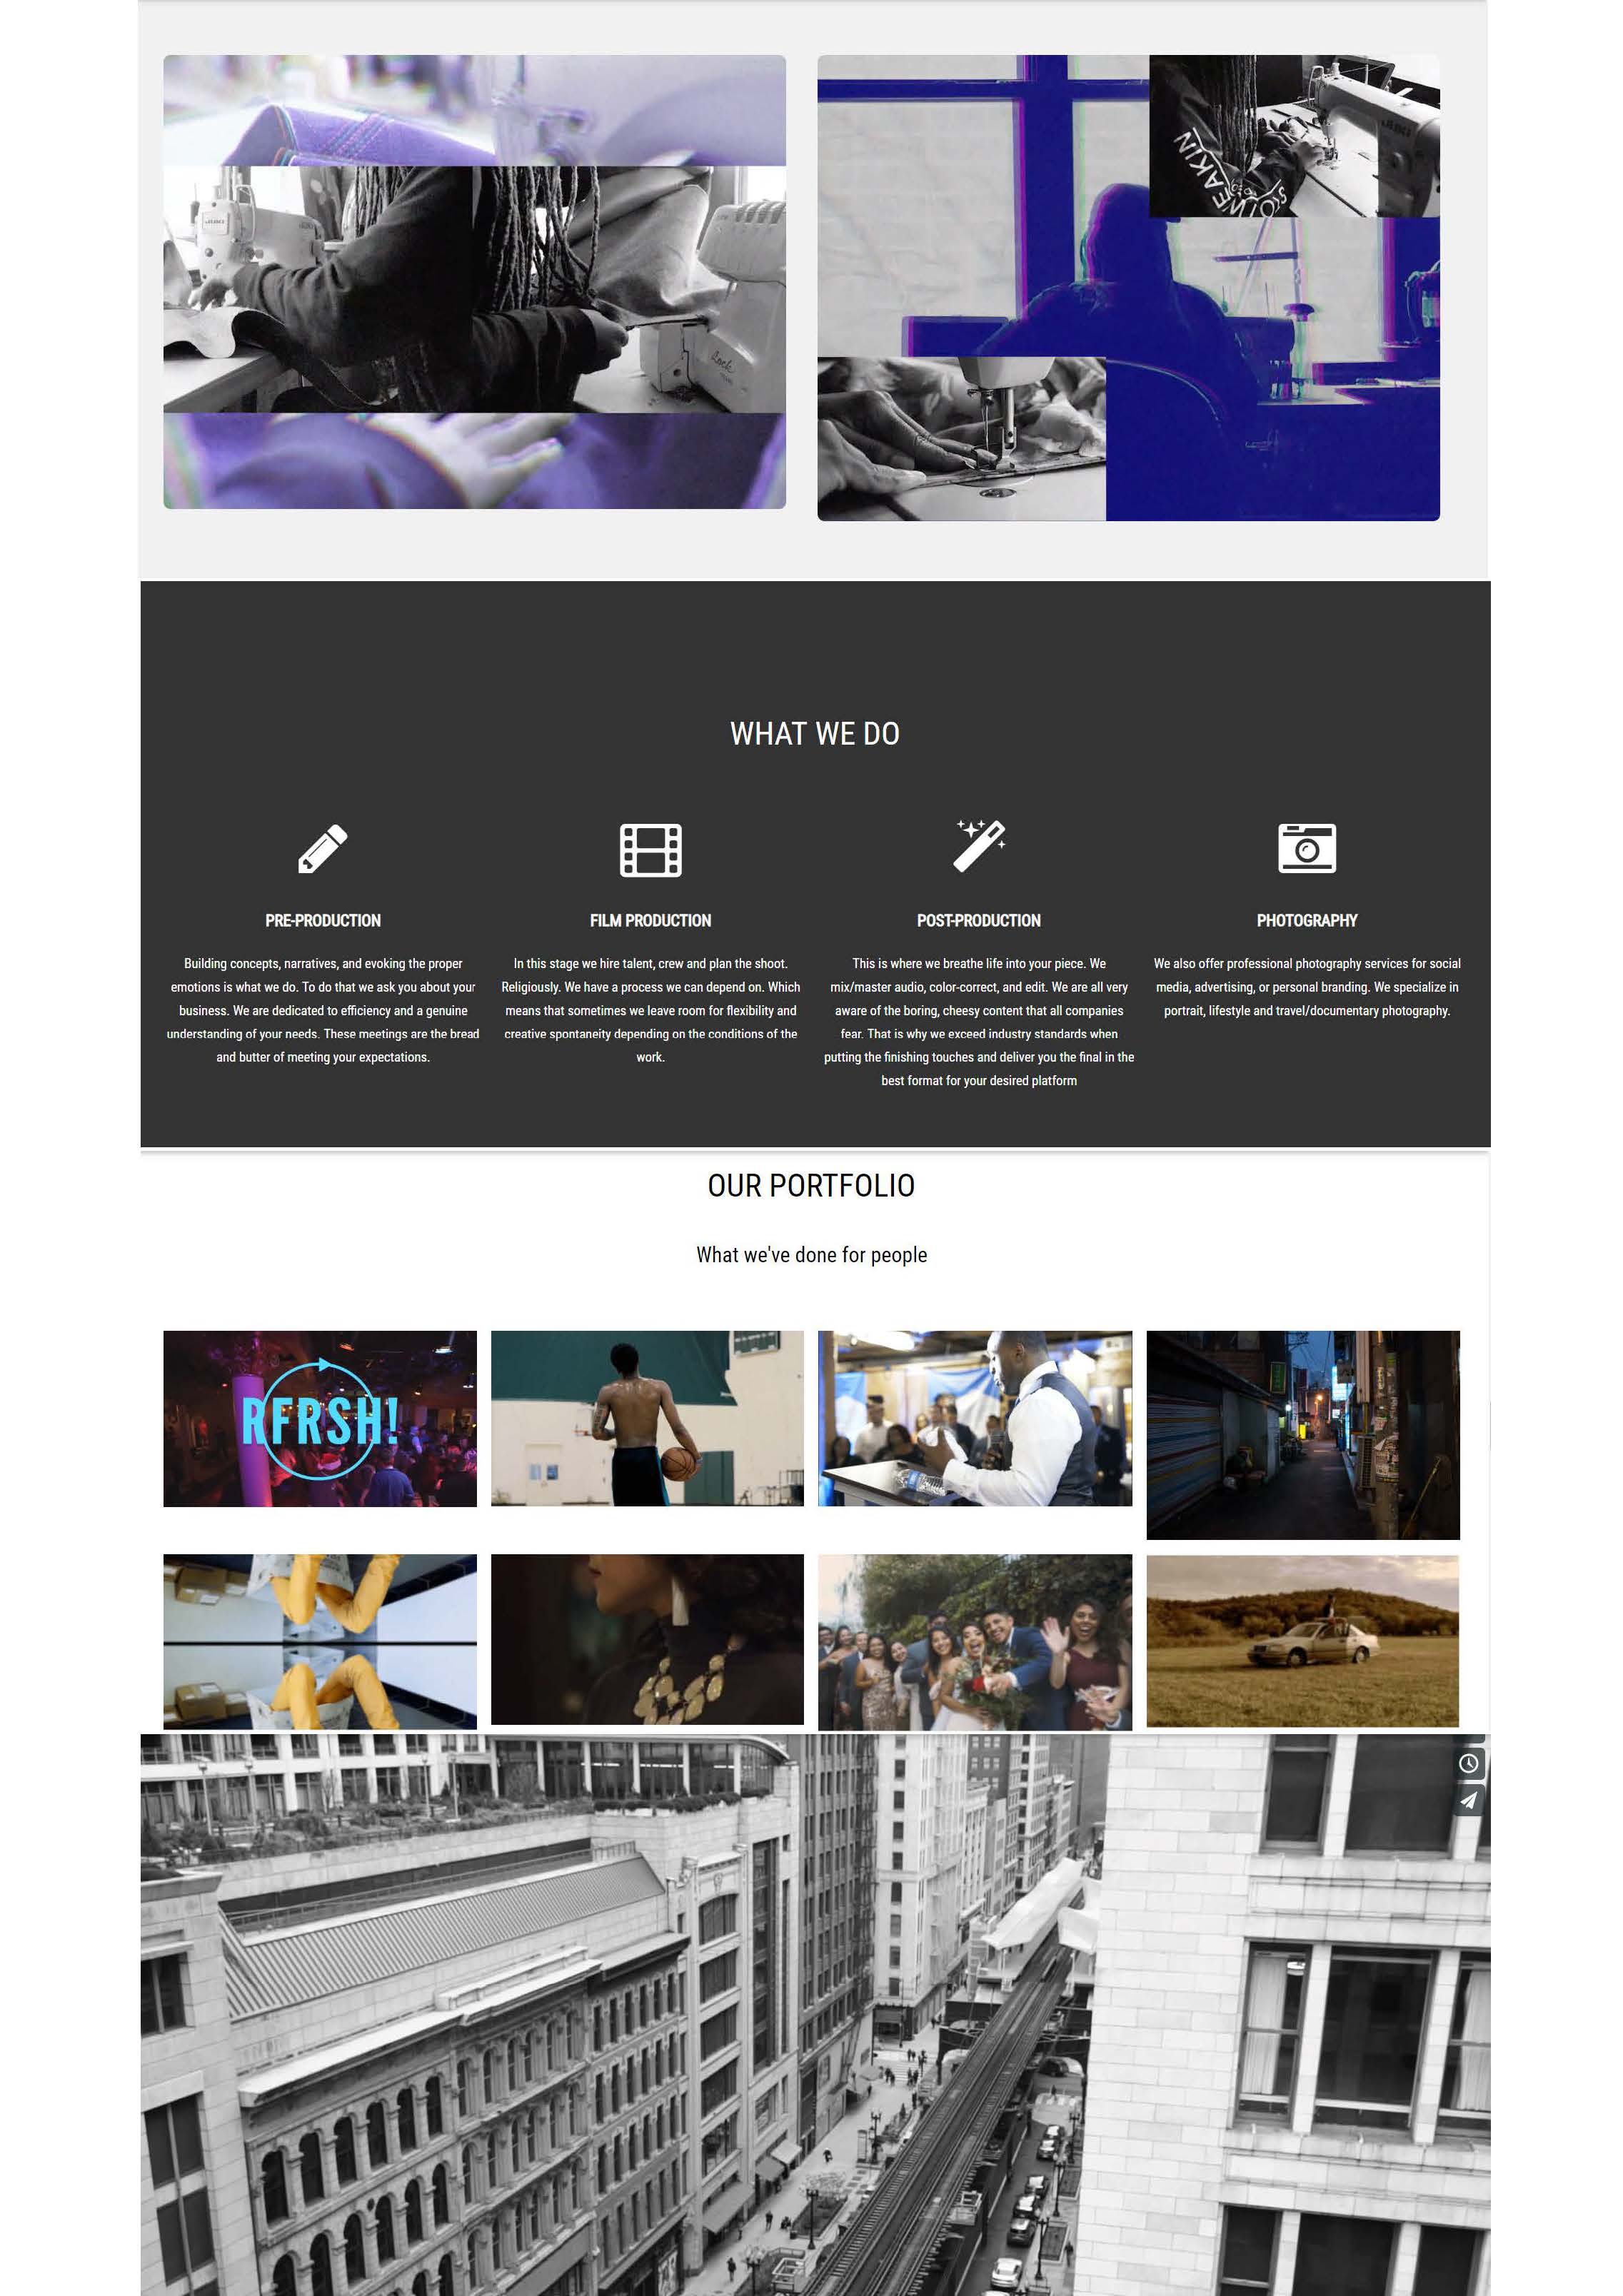 JUKI
Lock
JUKI
WHAT WE DO
PRE-PRODUCTION
Building concepts, narratives, and evoking the proper
emotions is what we do. To do that we ask you about your
business. We are dedicated to efficiency and a genuine
understanding of your needs. These meetings are the bread
and butter of meeting your expectations.
FILM PRODUCTION
In this stage we hire talent, crew and plan the shoot.
Religiously. We have a process we can depend on. Which
means that sometimes we leave room for flexibility and
creative spontaneity depending on the conditions of the
work.
POST-PRODUCTION
This is where we breathe life into your piece. We
mix/master audio, color-correct, and edit. We are all very
aware of the boring, cheesy content that all companies
fear. That is why we exceed industry standards when
putting the finishing touches and deliver you the final in the
best format for your desired platform
PHOTOGRAPHY
We also offer professional photography services for social
media, advertising, or personal branding. We specialize in
portrait, lifestyle and travel/documentary photography.
OUR PORTFOLIO
What we've done for people
RFRSH!